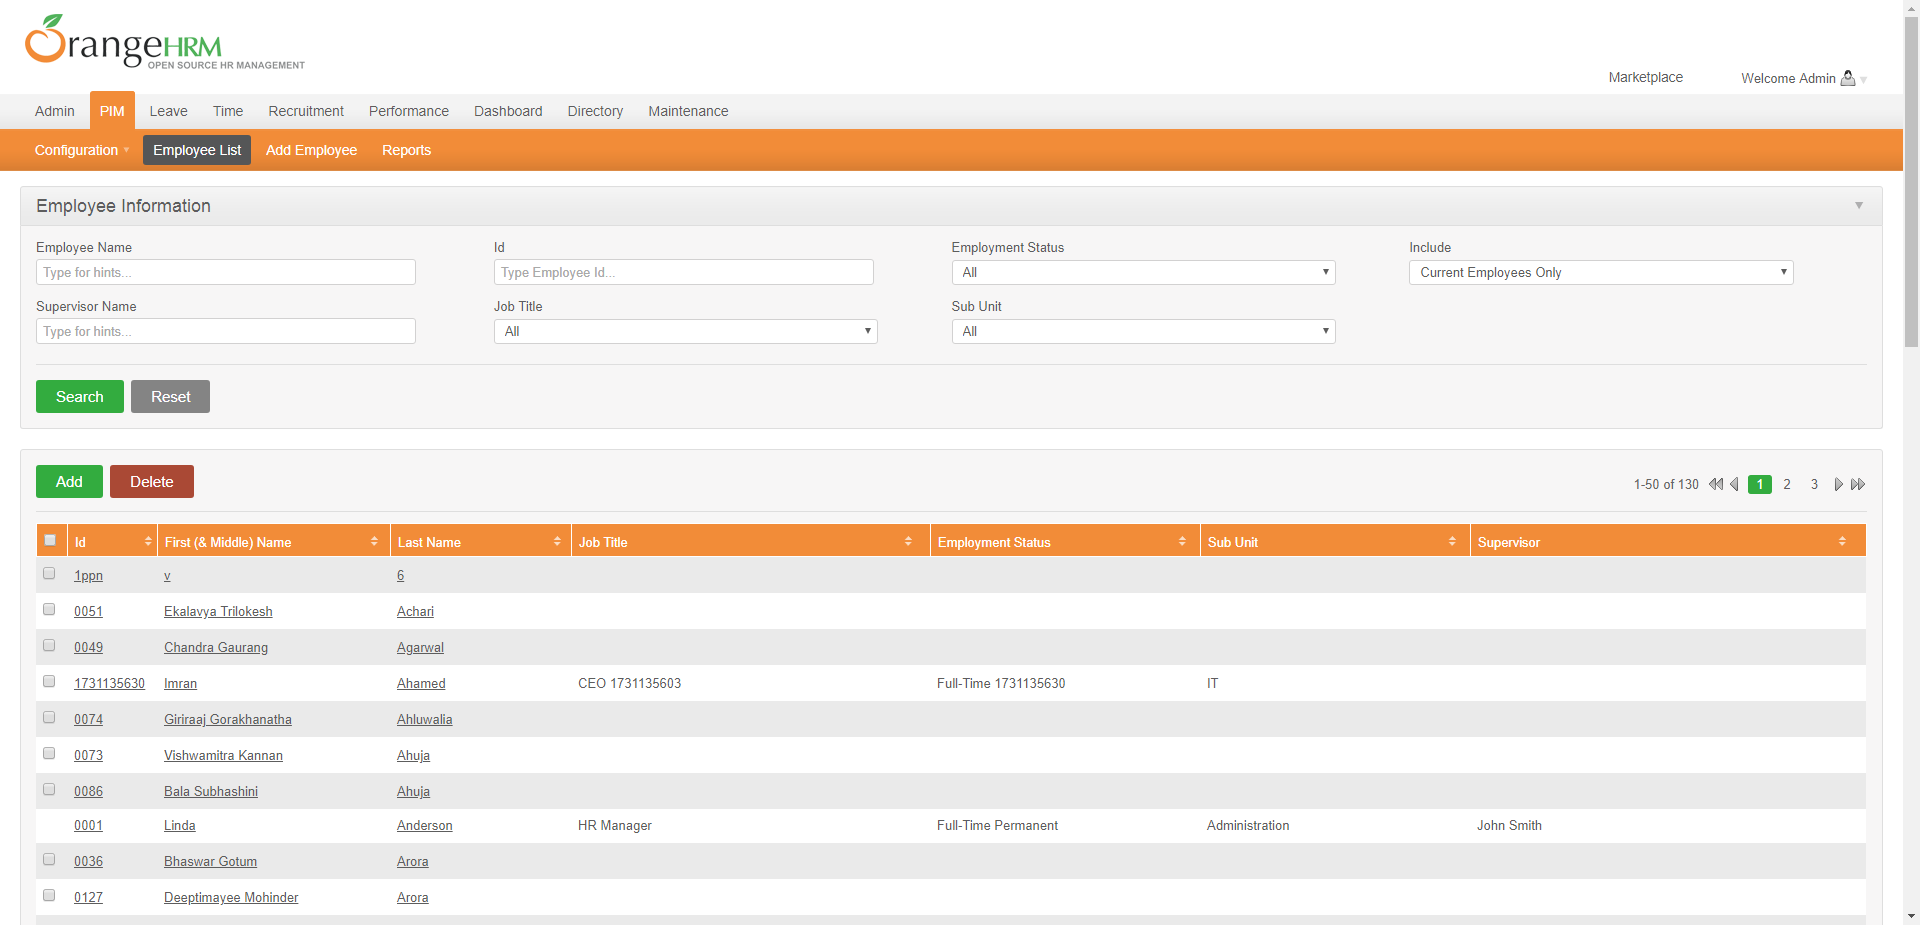 OrangeHRM
OPEN SOURCE HR MANAGEMENT
Marketplace
Welcome Admin
Admin PIM Leave Time Recruitment Performance Dashboard Directory Maintenance
Configuration Employee List Add Employee Reports
Employee Information
Employee Name Id Employment Status Include
Type for hints... Type Employee Id... All Current Employees Only
Supervisor Name Job Title Sub Unit
Type for hints... All All
Search Reset
Add Delete
1-50 of 130 1 2 3
Id First (& Middle) Name Last Name Job Title Employment Status Sub Unit Supervisor
1ppn v 6
0051 Ekalavya Trilokesh Achari
0049 Chandra Gaurang Agarwal
1731135630 Imran Ahamed CEO 1731135603 Full-Time 1731135630 IT
0074 Giriraaj Gorakhanatha Ahluwalia
0073 Vishwamitra Kannan Ahuja
0086 Bala Subhashini Ahuja
0001 Linda Anderson HR Manager Full-Time Permanent Administration John Smith
0036 Bhaswar Gotum Arora
0127 Deeptimayee Mohinder Arora